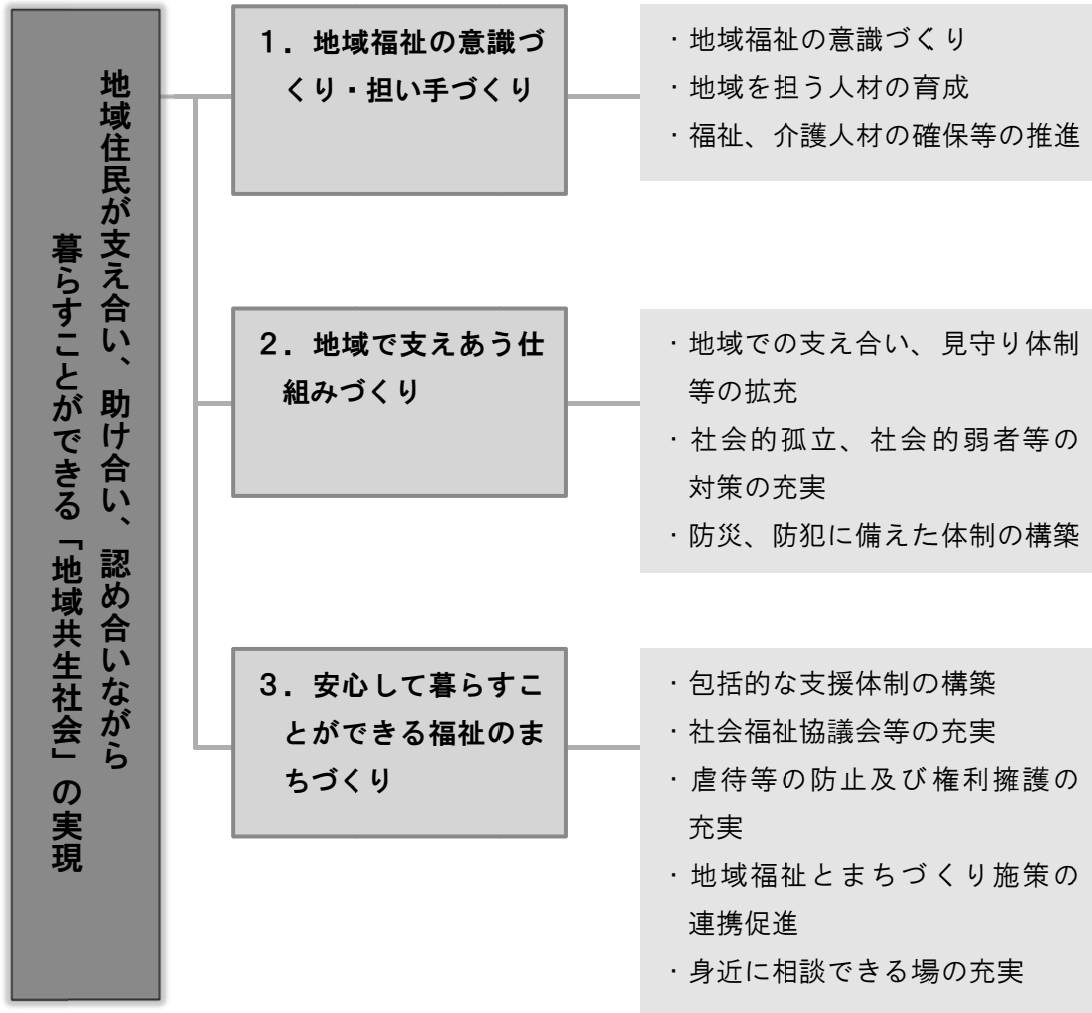 地域住民が支え合い、助け合い、認め合いながら
暮らすことができる「地域共生社会」の実現
１．地域福祉の意識づ
くり・担い手づくり
・地域福祉の意識づくり
・地域を担う人材の育成
・福祉、介護人材の確保等の推進
２．地域で支えあう仕
組みづくり
・地域での支え合い、見守り体制
等の拡充
・社会的孤立、社会的弱者等の
対策の充実
・防災、防犯に備えた体制の構築
３．安心して暮らすこ
とができる福祉のま
ちづくり
・包括的な支援体制の構築
・社会福祉協議会等の充実
・虐待等の防止及び権利擁護の
充実
・地域福祉とまちづくり施策の
連携促進
・身近に相談できる場の充実